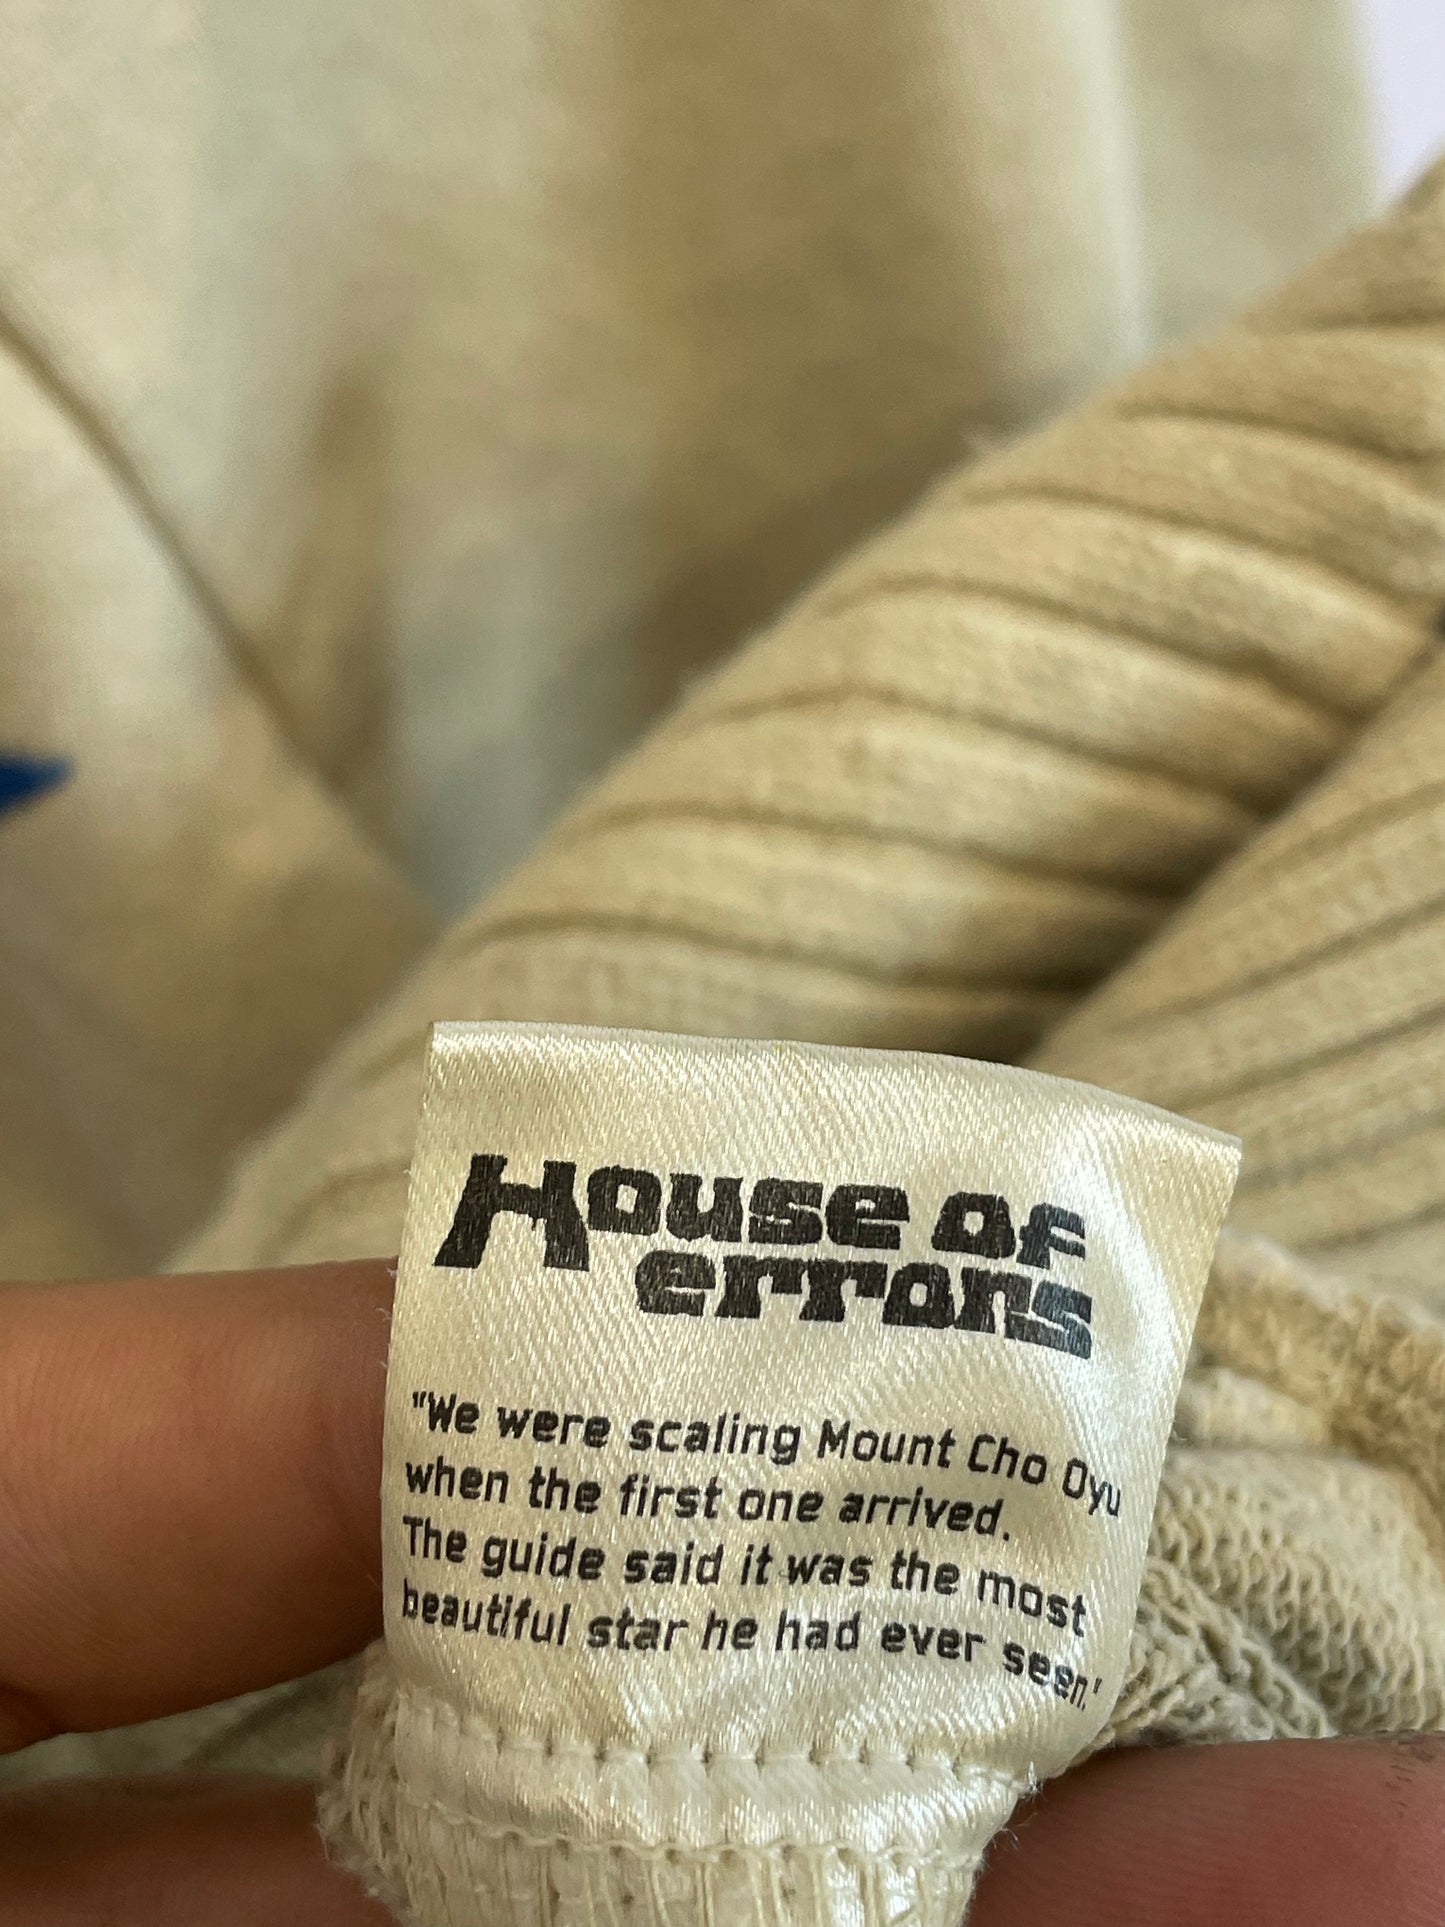 House of
errors
"We were scaling Mount Cho Oyu
when the first one arrived.
The guide said it was the most
beautiful star he had ever seen."